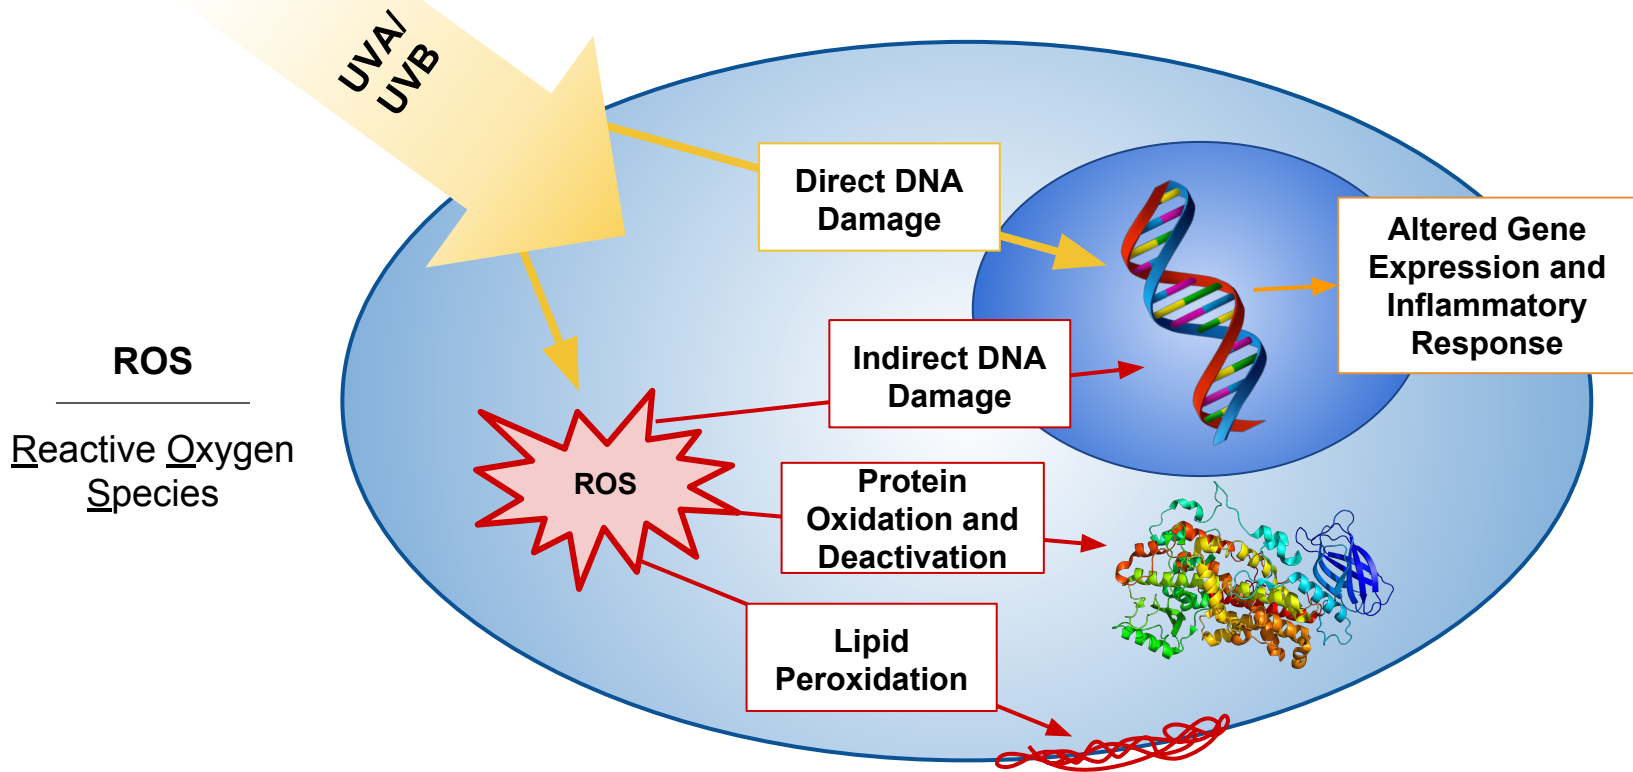 UVA/
UVB
Direct DNA
Damage
Altered Gene
Expression and
Inflammatory
Response
ROS
Reactive Oxygen
Species
Indirect DNA
Damage
ROS
Protein
Oxidation and
Deactivation
Lipid
Peroxidation